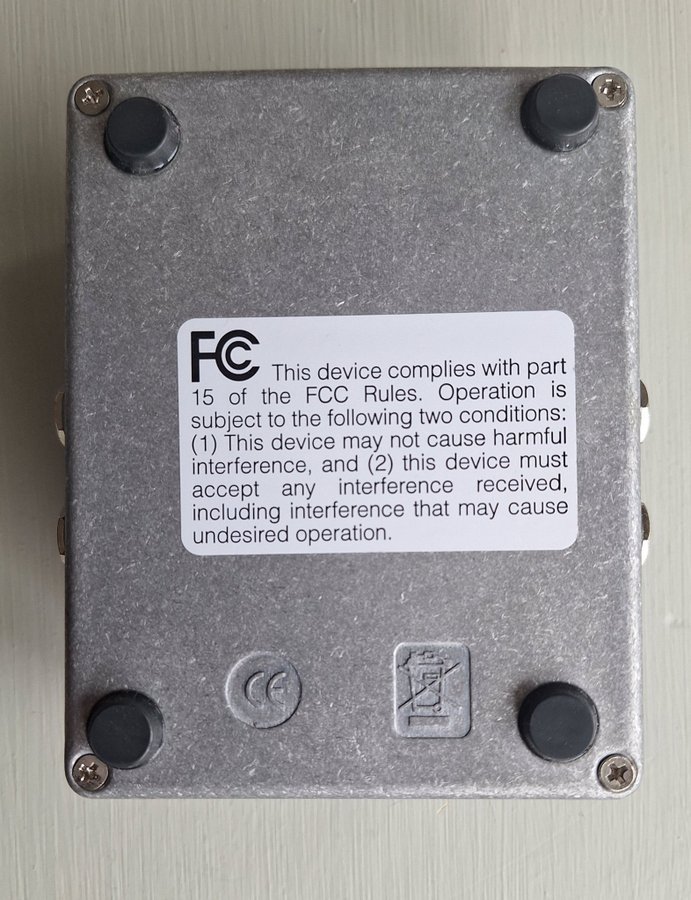 FC This device complies with part
15 of the FCC Rules. Operation is
subject to the following two conditions:
(1) This device may not cause harmful
interference, and (2) this device must
accept any interference received,
including interference that may cause
undesired operation.
CE